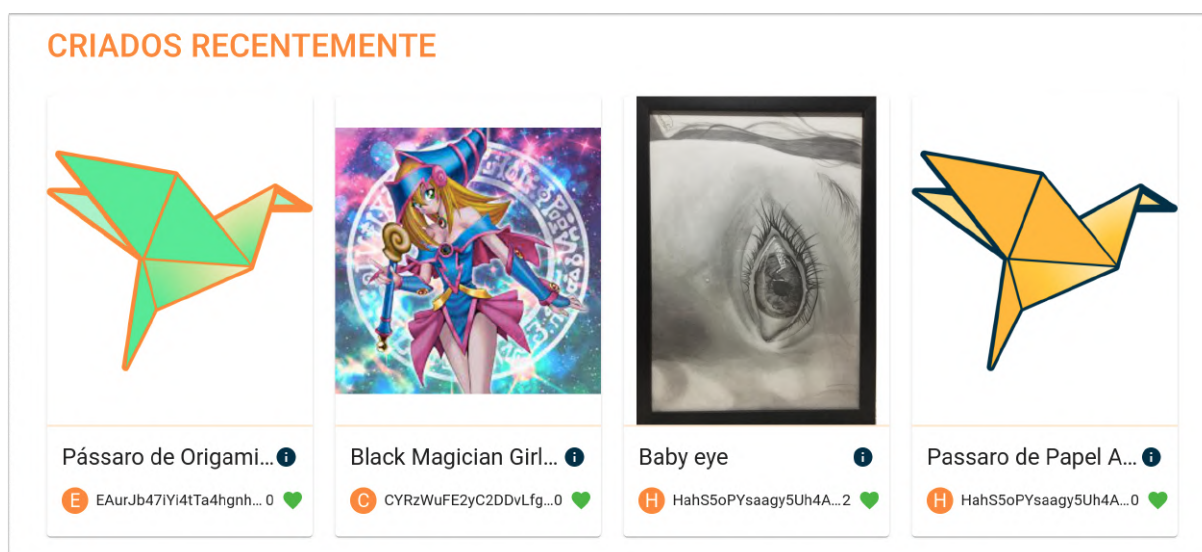 CRIADOS RECENTEMENTE
Pássaro de Origami...
E EAurJb47iYi4tTa4hgnh... 0
Black Magician Girl...
C CYRzWuFE2yC2DDvLfg...0
Baby eye
H HahS5oPYsaagy5Uh4A...2
Passaro de Papel A...
H HahS5oPYsaagy5Uh4A...0